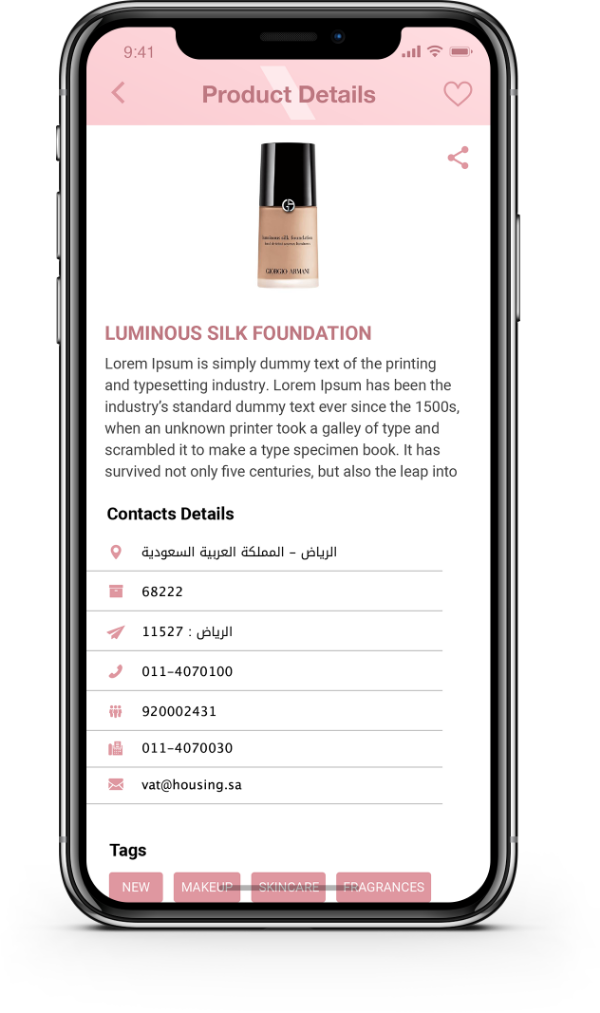 9:41
Product Details
luminous silk foundation
GIORGIO ARMANI
LUMINOUS SILK FOUNDATION
Lorem Ipsum is simply dummy text of the printing
and typesetting industry. Lorem Ipsum has been the
industry's standard dummy text ever since the 1500s,
when an unknown printer took a galley of type and
scrambled it to make a type specimen book. It has
survived not only five centuries, but also the leap into
Contacts Details
الرياض - المملكة العربية السعودية
68222
الرياض : 11527
011-4070100
920002431
011-4070030
vat@housing.sa
Tags
NEW MAKEUP SKINCARE FRAGRANCES